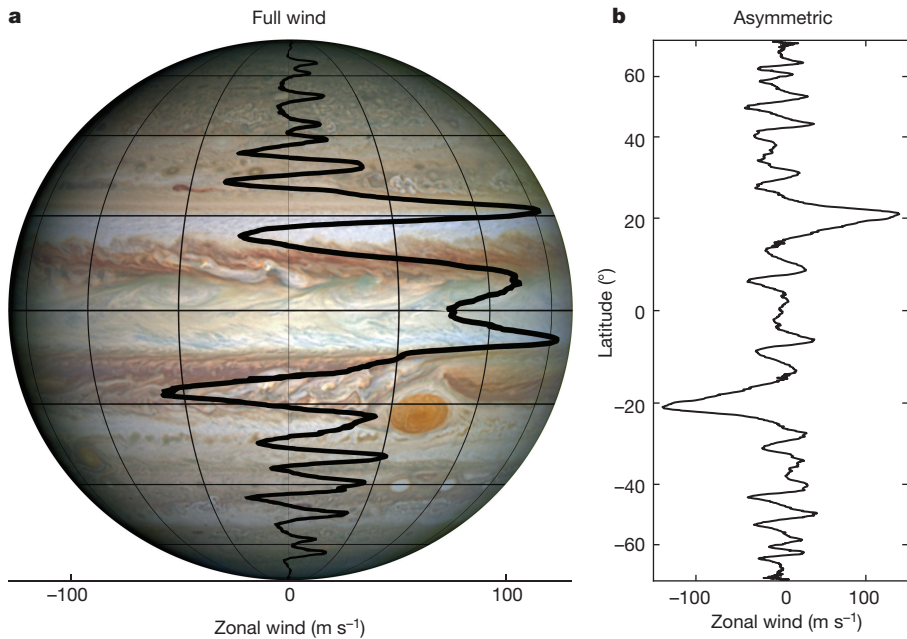 a
Full wind
−100
0
100
Zonal wind (m s⁻¹)
b
Asymmetric
60
40
20
0
−20
−40
−60
Latitude (°)
−100
0
100
Zonal wind (m s⁻¹)